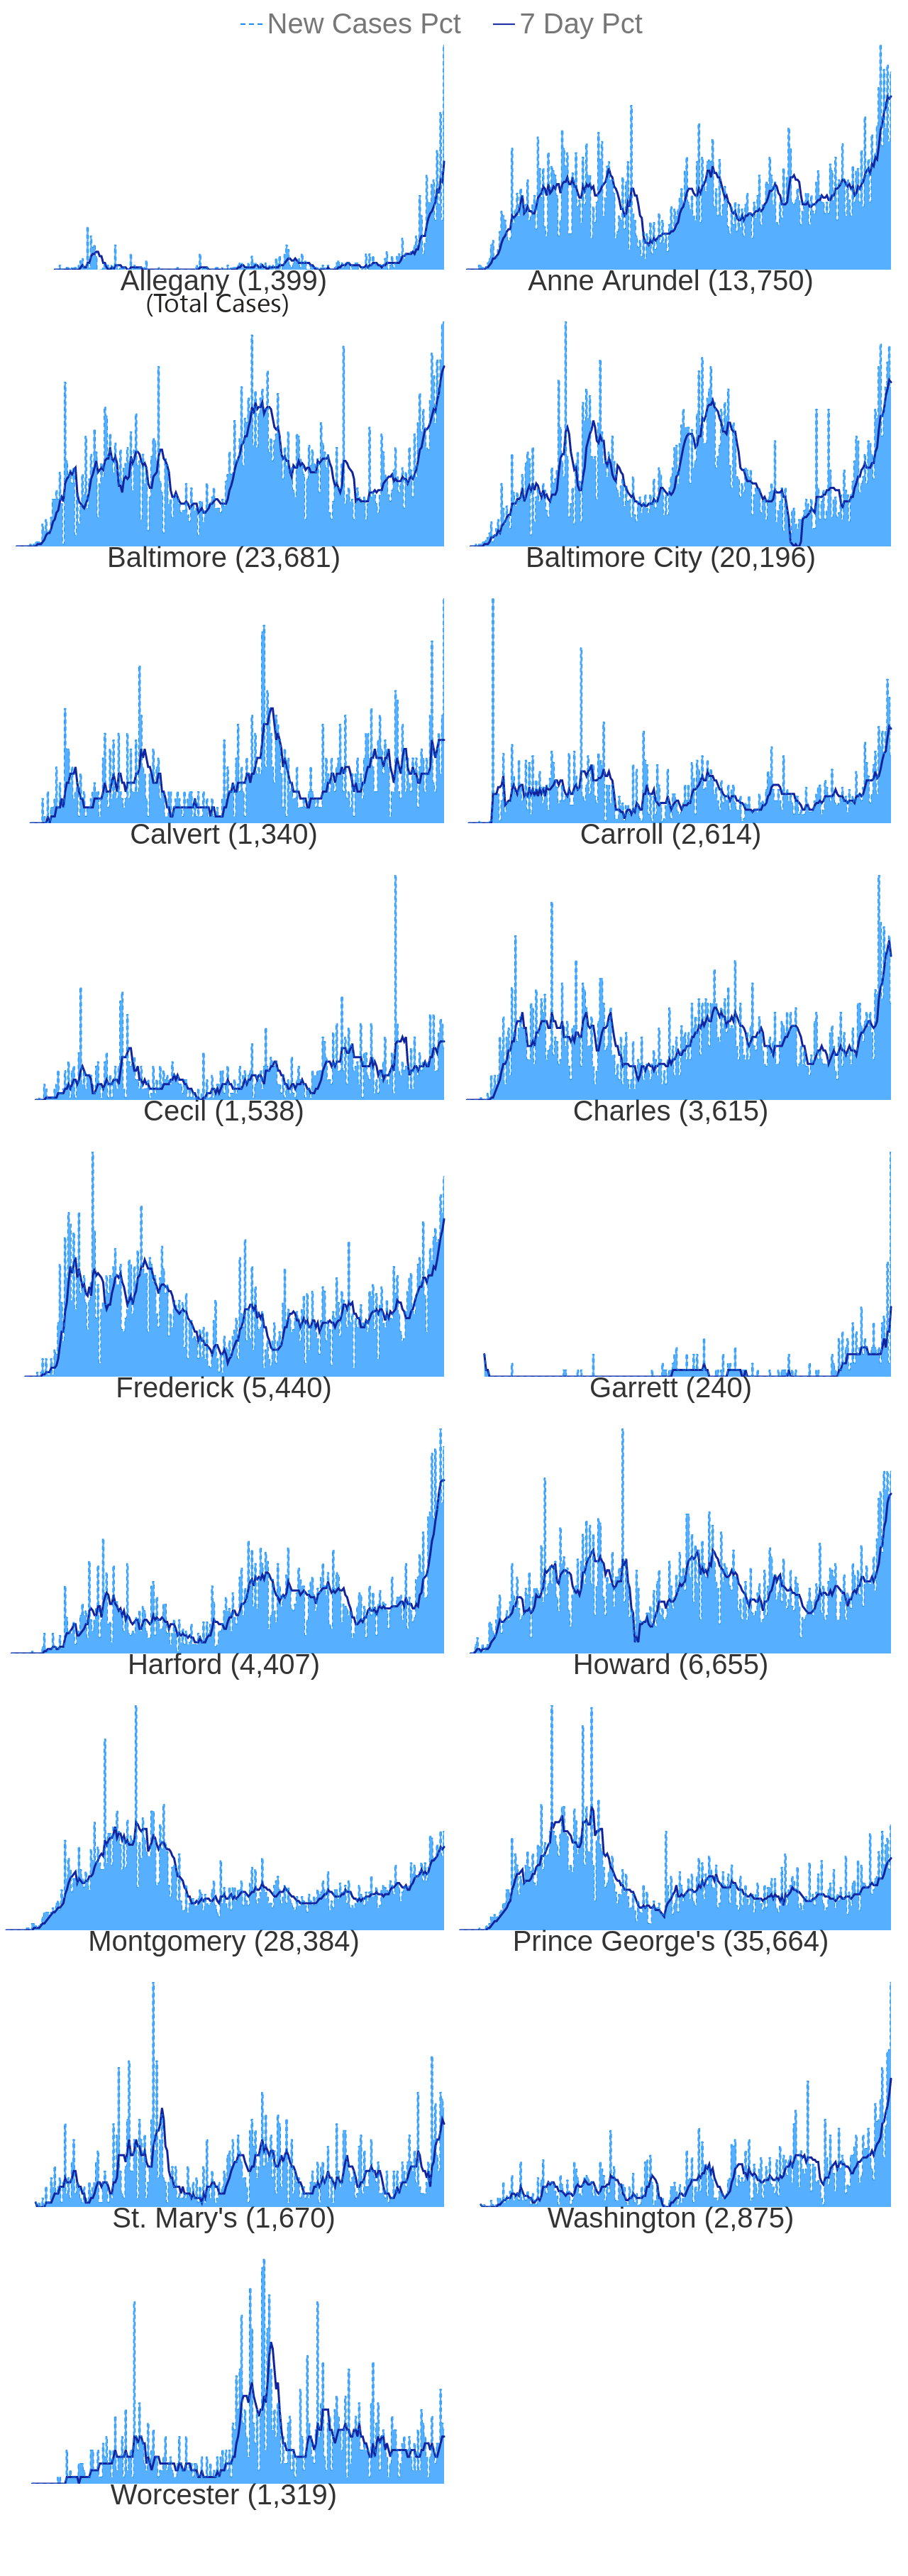 New Cases Pct 7 Day Pct
Allegany (1,399) Anne Arundel (13,750)
(Total Cases)
Baltimore (23,681) Baltimore City (20,196)
Calvert (1,340) Carroll (2,614)
Cecil (1,538) Charles (3,615)
Frederick (5,440) Garrett (240)
Harford (4,407) Howard (6,655)
Montgomery (28,384) Prince George's (35,664)
St. Mary's (1,670) Washington (2,875)
Worcester (1,319)